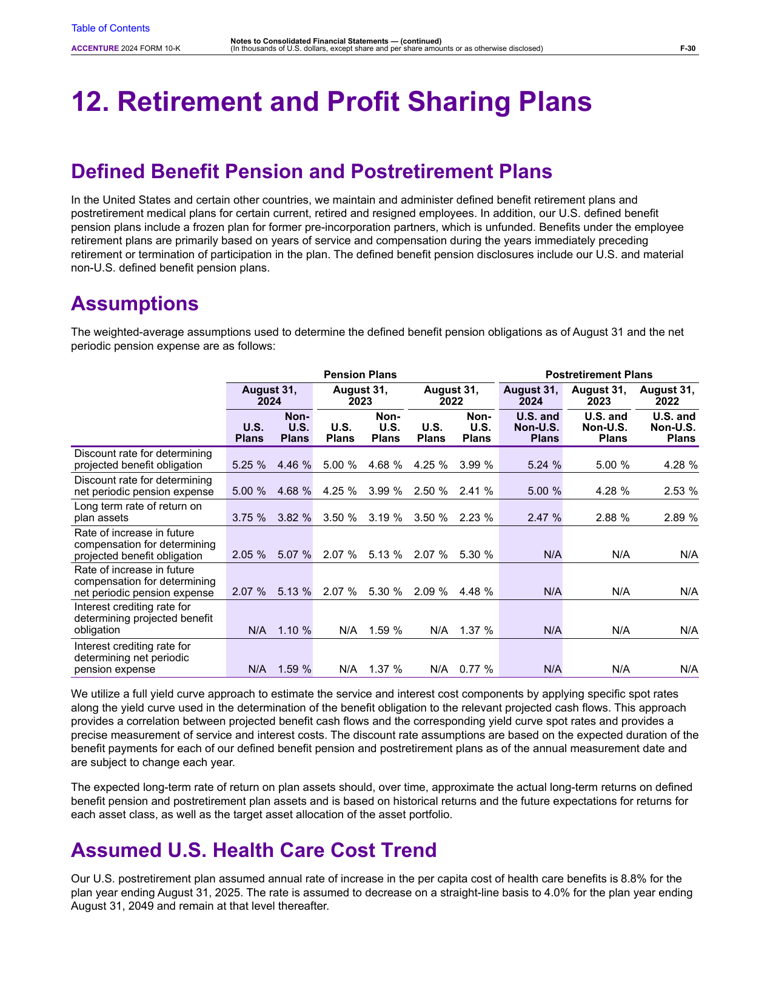 Table of Contents
ACCENTURE 2024 FORM 10-K
Notes to Consolidated Financial Statements — (continued)
(In thousands of U.S. dollars, except share and per share amounts or as otherwise disclosed)
F-30
12. Retirement and Profit Sharing Plans
Defined Benefit Pension and Postretirement Plans
In the United States and certain other countries, we maintain and administer defined benefit retirement plans and
postretirement medical plans for certain current, retired and resigned employees. In addition, our U.S. defined benefit
pension plans include a frozen plan for former pre-incorporation partners, which is unfunded. Benefits under the employee
retirement plans are primarily based on years of service and compensation during the years immediately preceding
retirement or termination of participation in the plan. The defined benefit pension disclosures include our U.S. and material
non-U.S. defined benefit pension plans.
Assumptions
The weighted-average assumptions used to determine the defined benefit pension obligations as of August 31 and the net
periodic pension expense are as follows:
Pension Plans Postretirement Plans
August 31, August 31, August 31, August 31, August 31, August 31,
2024 2023 2022 2024 2023 2022
Non- Non- Non- U.S. and U.S. and U.S. and
U.S. U.S. U.S. U.S. U.S. U.S. Non-U.S. Non-U.S. Non-U.S.
Plans Plans Plans Plans Plans Plans Plans Plans Plans
Discount rate for determining
projected benefit obligation 5.25 % 4.46 % 5.00 % 4.68 % 4.25 % 3.99 % 5.24 % 5.00 % 4.28 %
Discount rate for determining
net periodic pension expense 5.00 % 4.68 % 4.25 % 3.99 % 2.50 % 2.41 % 5.00 % 4.28 % 2.53 %
Long term rate of return on
plan assets 3.75 % 3.82 % 3.50 % 3.19 % 3.50 % 2.23 % 2.47 % 2.88 % 2.89 %
Rate of increase in future
compensation for determining
projected benefit obligation 2.05 % 5.07 % 2.07 % 5.13 % 2.07 % 5.30 % N/A N/A N/A
Rate of increase in future
compensation for determining
net periodic pension expense 2.07 % 5.13 % 2.07 % 5.30 % 2.09 % 4.48 % N/A N/A N/A
Interest crediting rate for
determining projected benefit
obligation N/A 1.10 % N/A 1.59 % N/A 1.37 % N/A N/A N/A
Interest crediting rate for
determining net periodic
pension expense N/A 1.59 % N/A 1.37 % N/A 0.77 % N/A N/A N/A
We utilize a full yield curve approach to estimate the service and interest cost components by applying specific spot rates
along the yield curve used in the determination of the benefit obligation to the relevant projected cash flows. This approach
provides a correlation between projected benefit cash flows and the corresponding yield curve spot rates and provides a
precise measurement of service and interest costs. The discount rate assumptions are based on the expected duration of the
benefit payments for each of our defined benefit pension and postretirement plans as of the annual measurement date and
are subject to change each year.
The expected long-term rate of return on plan assets should, over time, approximate the actual long-term returns on defined
benefit pension and postretirement plan assets and is based on historical returns and the future expectations for returns for
each asset class, as well as the target asset allocation of the asset portfolio.
Assumed U.S. Health Care Cost Trend
Our U.S. postretirement plan assumed annual rate of increase in the per capita cost of health care benefits is 8.8% for the
plan year ending August 31, 2025. The rate is assumed to decrease on a straight-line basis to 4.0% for the plan year ending
August 31, 2049 and remain at that level thereafter.